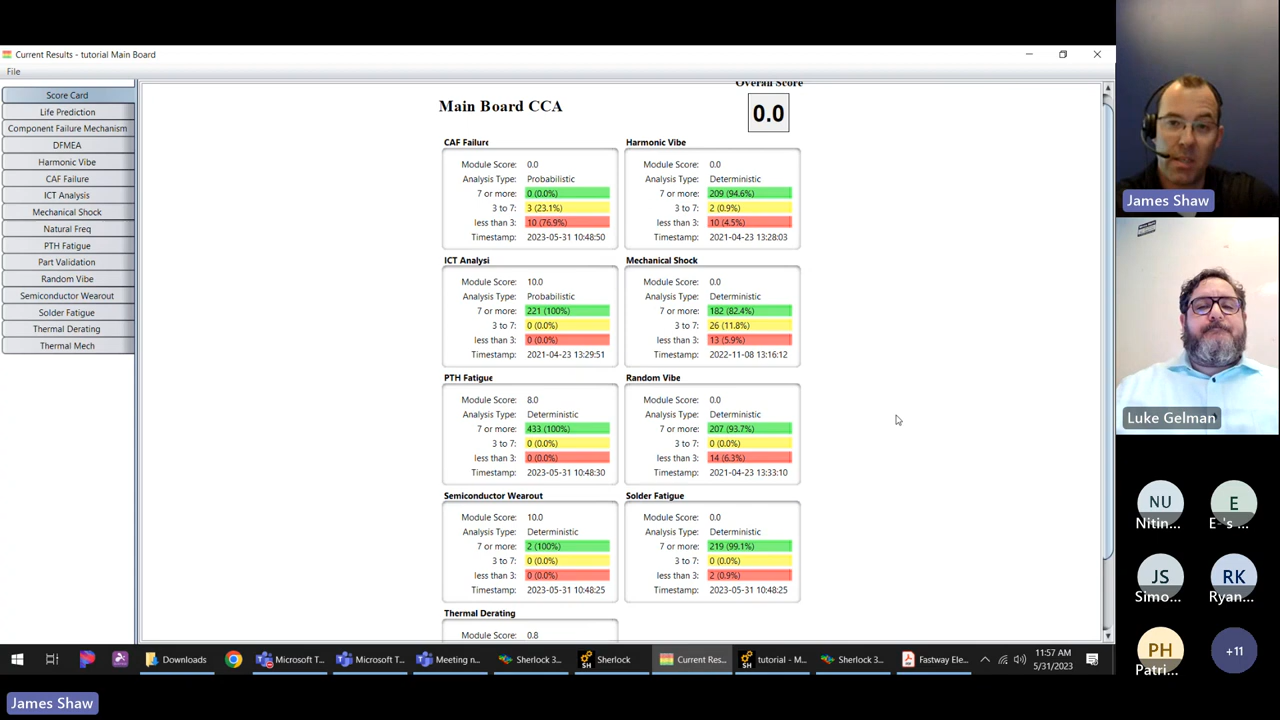 Current Results - tutorial Main Board
File
Score Card
Life Prediction
Component Failure Mechanism
DFMEA
Harmonic Vibe
CAF Failure
ICT Analysis
Mechanical Shock
Natural Freq
PTH Fatigue
Part Validation
Random Vibe
Semiconductor Wearout
Solder Fatigue
Thermal Derating
Thermal Mech
Overall Score
Main Board CCA
0.0
CAF Failure
Module Score: 0.0
Analysis Type: Probabilistic
7 or more: 0 (0.0%)
3 to 7: 3 (23.1%)
less than 3: 10 (76.9%)
Timestamp: 2023-05-31 10:48:50
Harmonic Vibe
Module Score: 0.0
Analysis Type: Deterministic
7 or more: 209 (94.6%)
3 to 7: 2 (0.9%)
less than 3: 10 (4.5%)
Timestamp: 2021-04-23 13:28:03
ICT Analysi
Module Score: 10.0
Analysis Type: Probabilistic
7 or more: 221 (100%)
3 to 7: 0 (0.0%)
less than 3: 0 (0.0%)
Timestamp: 2021-04-23 13:29:51
Mechanical Shock
Module Score: 0.0
Analysis Type: Deterministic
7 or more: 182 (82.4%)
3 to 7: 26 (11.8%)
less than 3: 13 (5.9%)
Timestamp: 2022-11-08 13:16:12
PTH Fatigue
Module Score: 8.0
Analysis Type: Deterministic
7 or more: 433 (100%)
3 to 7: 0 (0.0%)
less than 3: 0 (0.0%)
Timestamp: 2023-05-31 10:48:30
Random Vibe
Module Score: 0.0
Analysis Type: Deterministic
7 or more: 207 (93.7%)
3 to 7: 0 (0.0%)
less than 3: 14 (6.3%)
Timestamp: 2021-04-23 13:33:10
Semiconductor Wearout
Module Score: 10.0
Analysis Type: Deterministic
7 or more: 2 (100%)
3 to 7: 0 (0.0%)
less than 3: 0 (0.0%)
Timestamp: 2023-05-31 10:48:25
Solder Fatigue
Module Score: 0.0
Analysis Type: Deterministic
7 or more: 219 (99.1%)
3 to 7: 0 (0.0%)
less than 3: 2 (0.9%)
Timestamp: 2023-05-31 10:48:25
Thermal Derating
Module Score: 0.8
James Shaw
Luke Gelman
NU E
Nitin... E-'s ...
JS RK
Simo... Ryan...
PH +11
Patri...
Downloads Microsoft T... Microsoft T... Meeting n... Sherlock 3... Sherlock Current Res... tutorial - M... Sherlock 3... Fastway Ele...
11:57 AM
5/31/2023
James Shaw